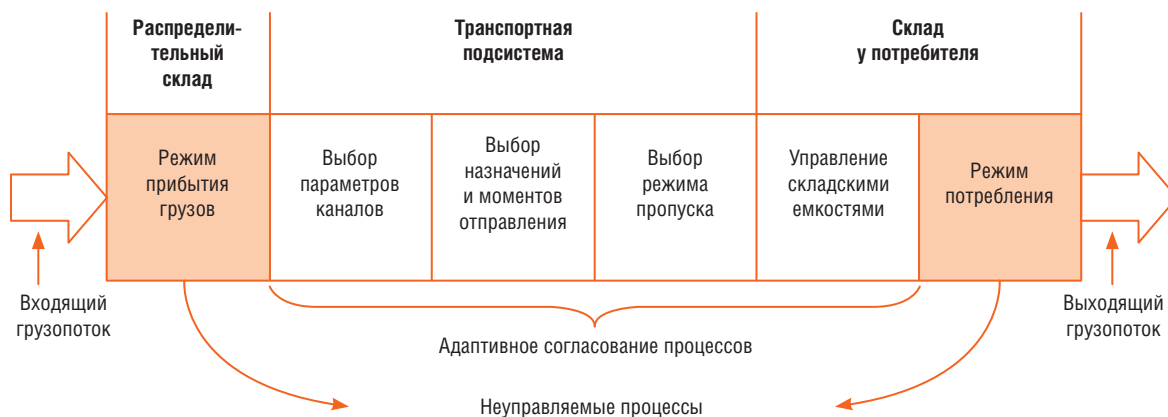 Распредели-
тельный
склад
Транспортная
подсистема
Склад
у потребителя
Режим
прибытия
грузов
Выбор
параметров
каналов
Выбор
назначений
и моментов
отправления
Выбор
режима
пропуска
Управление
складскими
емкостями
Режим
потребления
Входящий
грузопоток
Выходящий
грузопоток
Адаптивное согласование процессов
Неуправляемые процессы